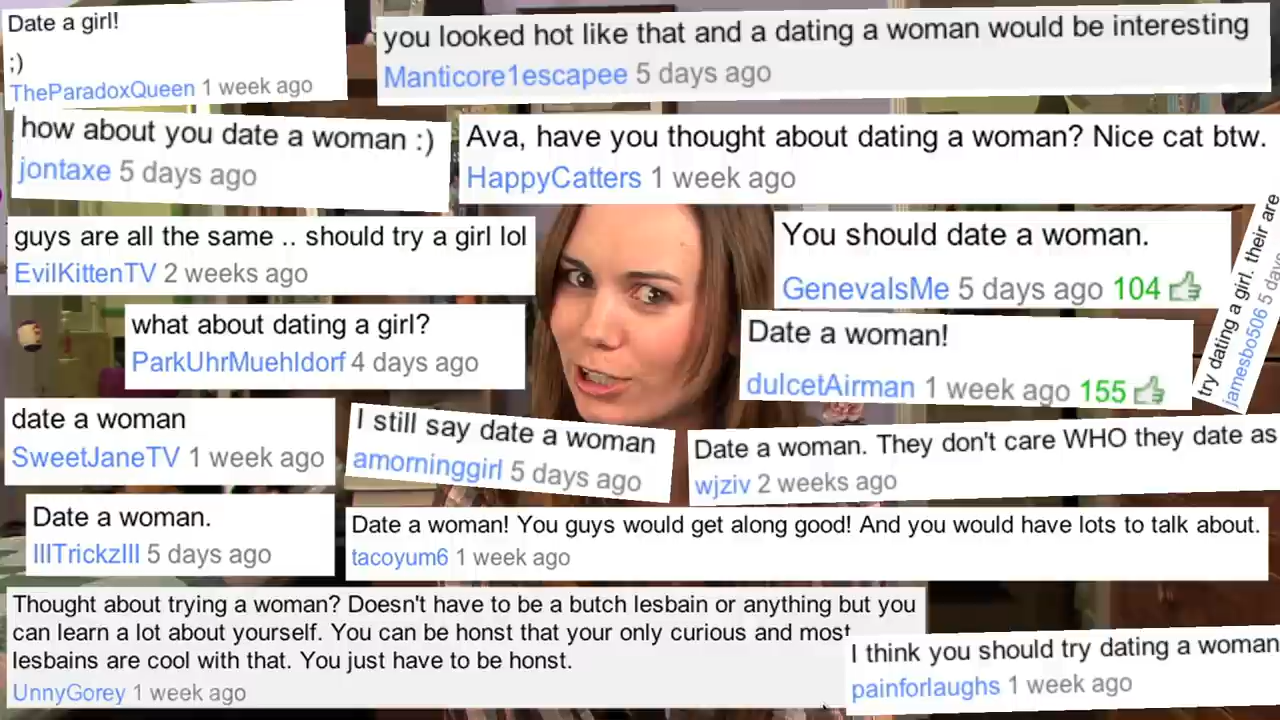 Date a girl!
;)
TheParadoxQueen 1 week ago
you looked hot like that and a dating a woman would be interesting
Manticore1escapee 5 days ago
how about you date a woman :)
jontaxe 5 days ago
Ava, have you thought about dating a woman? Nice cat btw.
HappyCatters 1 week ago
guys are all the same .. should try a girl lol
EvilKittenTV 2 weeks ago
You should date a woman.
GenevaIsMe 5 days ago 104
try dating a girl. their are
jamesbo506 5 days
what about dating a girl?
ParkUhrMuehldorf 4 days ago
Date a woman!
dulcetAirman 1 week ago 155
date a woman
SweetJaneTV 1 week ago
I still say date a woman
amorninggirl 5 days ago
Date a woman. They don't care WHO they date as
wjziv 2 weeks ago
Date a woman.
IIITrickzIII 5 days ago
Date a woman! You guys would get along good! And you would have lots to talk about.
tacoyum6 1 week ago
Thought about trying a woman? Doesn't have to be a butch lesbain or anything but you
can learn a lot about yourself. You can be honst that your only curious and most
lesbains are cool with that. You just have to be honst.
UnnyGorey 1 week ago
I think you should try dating a woman
painforlaughs 1 week ago